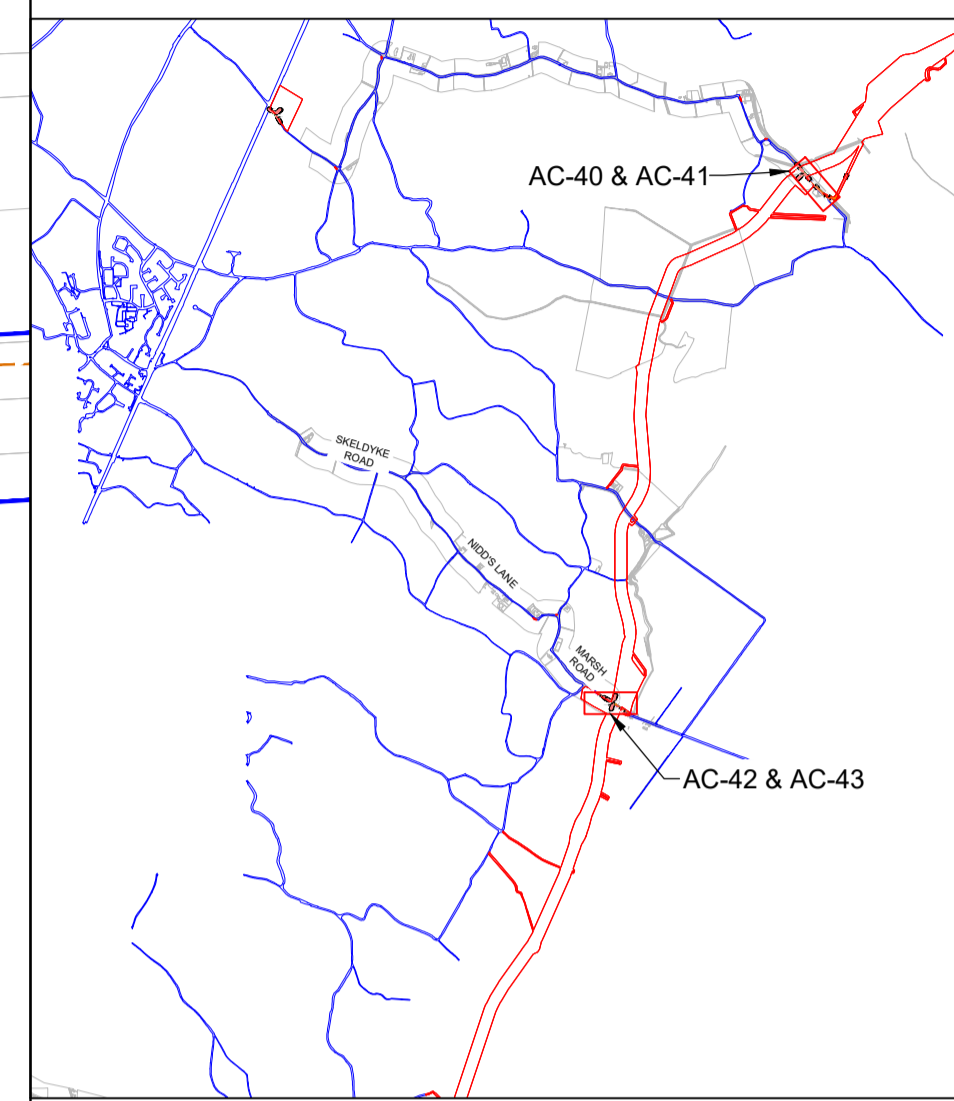 AC-40 & AC-41
SKELDYKE
ROAD
NIDD'S LANE
MARSH
ROAD
AC-42 & AC-43